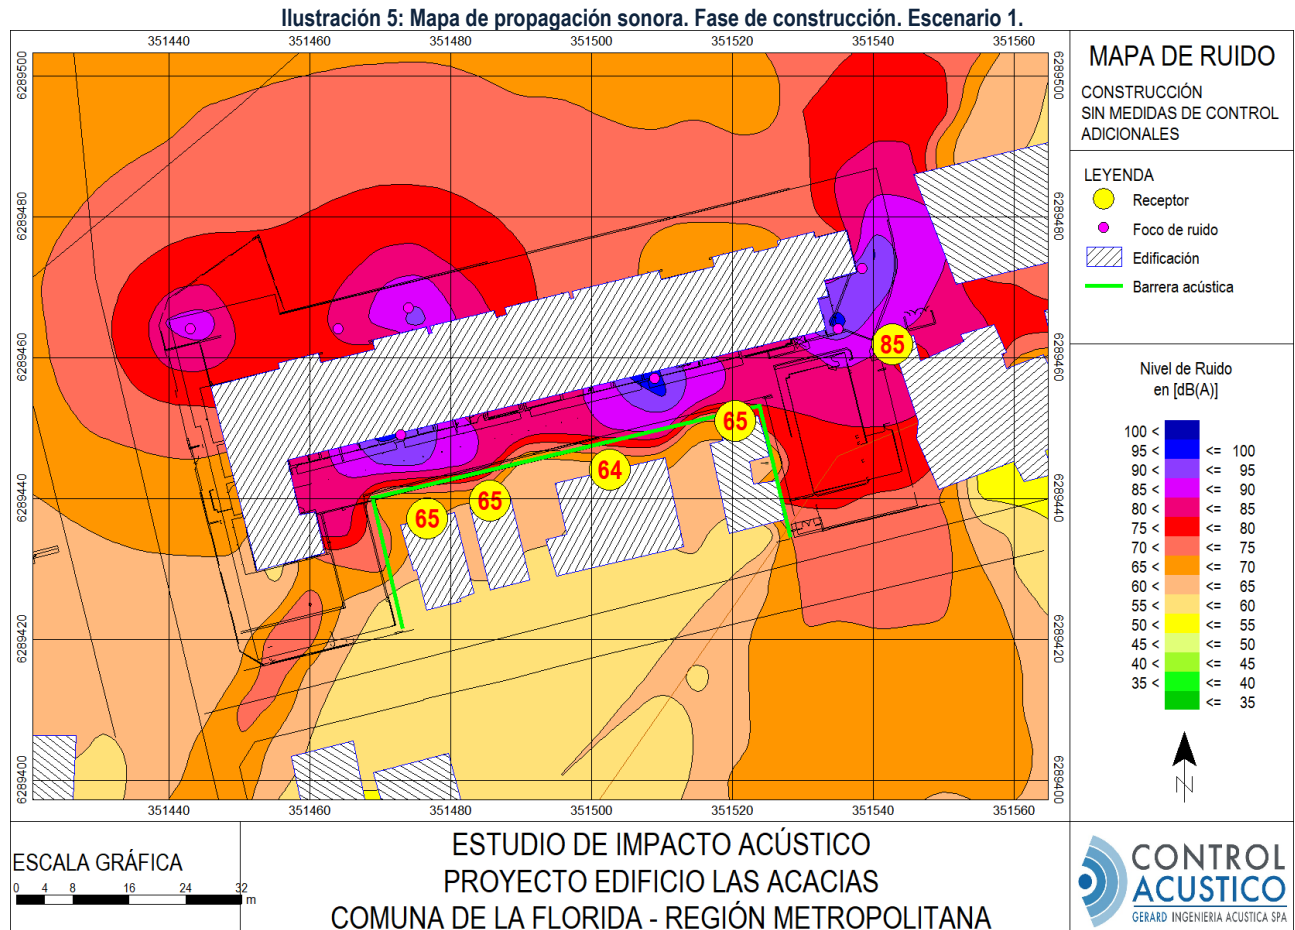 Ilustración 5: Mapa de propagación sonora. Fase de construcción. Escenario 1.
351440 351460 351480 351500 351520 351540 351560
6289500 6289500
6289480 6289480
6289460 6289460
6289440 6289440
6289420 6289420
6289400 6289400
85
65
64
65
65
351440 351460 351480 351500 351520 351540 351560
MAPA DE RUIDO
CONSTRUCCIÓN
SIN MEDIDAS DE CONTROL
ADICIONALES
LEYENDA
Receptor
Foco de ruido
Edificación
Barrera acústica
Nivel de Ruido
en [dB(A)]
100 <
95 < <= 100
90 < <= 95
85 < <= 90
80 < <= 85
75 < <= 80
70 < <= 75
65 < <= 70
60 < <= 65
55 < <= 60
50 < <= 55
45 < <= 50
40 < <= 45
35 < <= 40
<= 35
N
ESCALA GRÁFICA
0 4 8 16 24 32
m
ESTUDIO DE IMPACTO ACÚSTICO
PROYECTO EDIFICIO LAS ACACIAS
COMUNA DE LA FLORIDA - REGIÓN METROPOLITANA
CONTROL
ACUSTICO
GERARD INGENIERIA ACUSTICA SPA